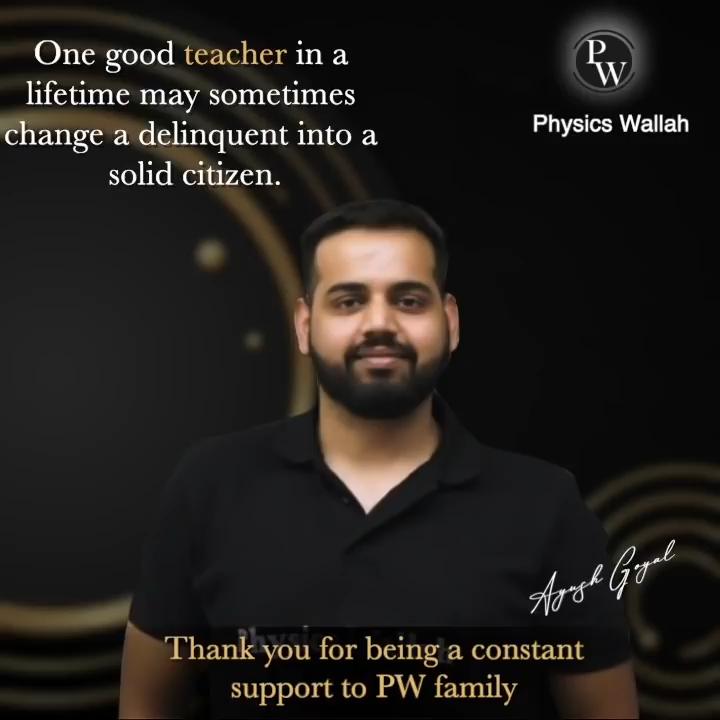 One good teacher in a
lifetime may sometimes
change a delinquent into a
solid citizen.
PW
Physics Wallah
Ayush Goyal
Thank you for being a constant
support to PW family